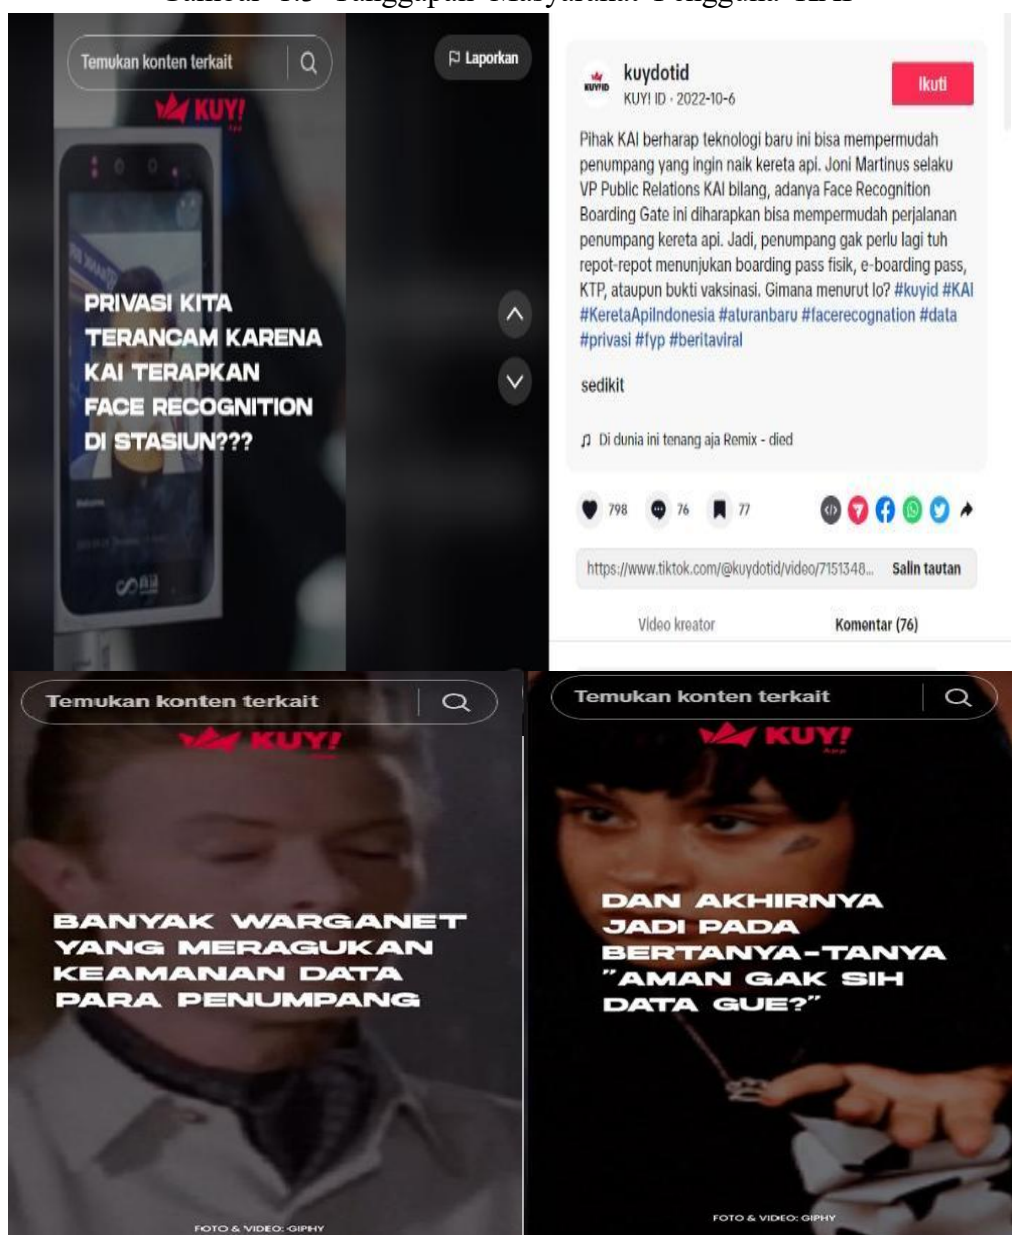 Temukan konten terkait
Laporkan
KUY!
App
PRIVASI KITA
TERANCAM KARENA
KAI TERAPKAN
FACE RECOGNITION
DI STASIUN???
KUY!ID
kuydotid
KUY! ID · 2022-10-6
Ikuti
Pihak KAI berharap teknologi baru ini bisa mempermudah
penumpang yang ingin naik kereta api. Joni Martinus selaku
VP Public Relations KAI bilang, adanya Face Recognition
Boarding Gate ini diharapkan bisa mempermudah perjalanan
penumpang kereta api. Jadi, penumpang gak perlu lagi tuh
repot-repot menunjukan boarding pass fisik, e-boarding pass,
KTP, ataupun bukti vaksinasi. Gimana menurut lo? #kuyid #KAI
#KeretaApiIndonesia #aturanbaru #facerecognation #data
#privasi #fyp #beritaviral
sedikit
Di dunia ini tenang aja Remix - died
798 76 77
https://www.tiktok.com/@kuydotid/video/7151348... Salin tautan
Video kreator Komentar (76)
Temukan konten terkait
KUY!
BANYAK WARGANET
YANG MERAGUKAN
KEAMANAN DATA
PARA PENUMPANG
FOTO & VIDEO: GIPHY
Temukan konten terkait
KUY!
App
DAN AKHIRNYA
JADI PADA
BERTANYA-TANYA
"AMAN GAK SIH
DATA GUE?"
FOTO & VIDEO: GIPHY